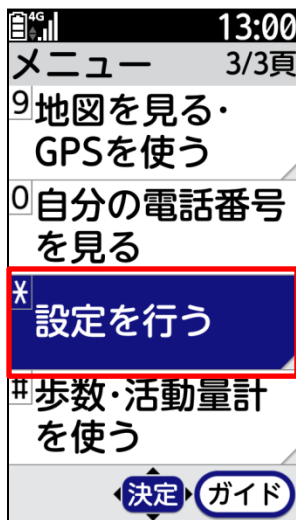 4G 13:00
メニュー 3/3頁
9 地図を見る・
GPSを使う
0 自分の電話番号
を見る
* 設定を行う
# 歩数・活動量計
を使う
決定 ガイド